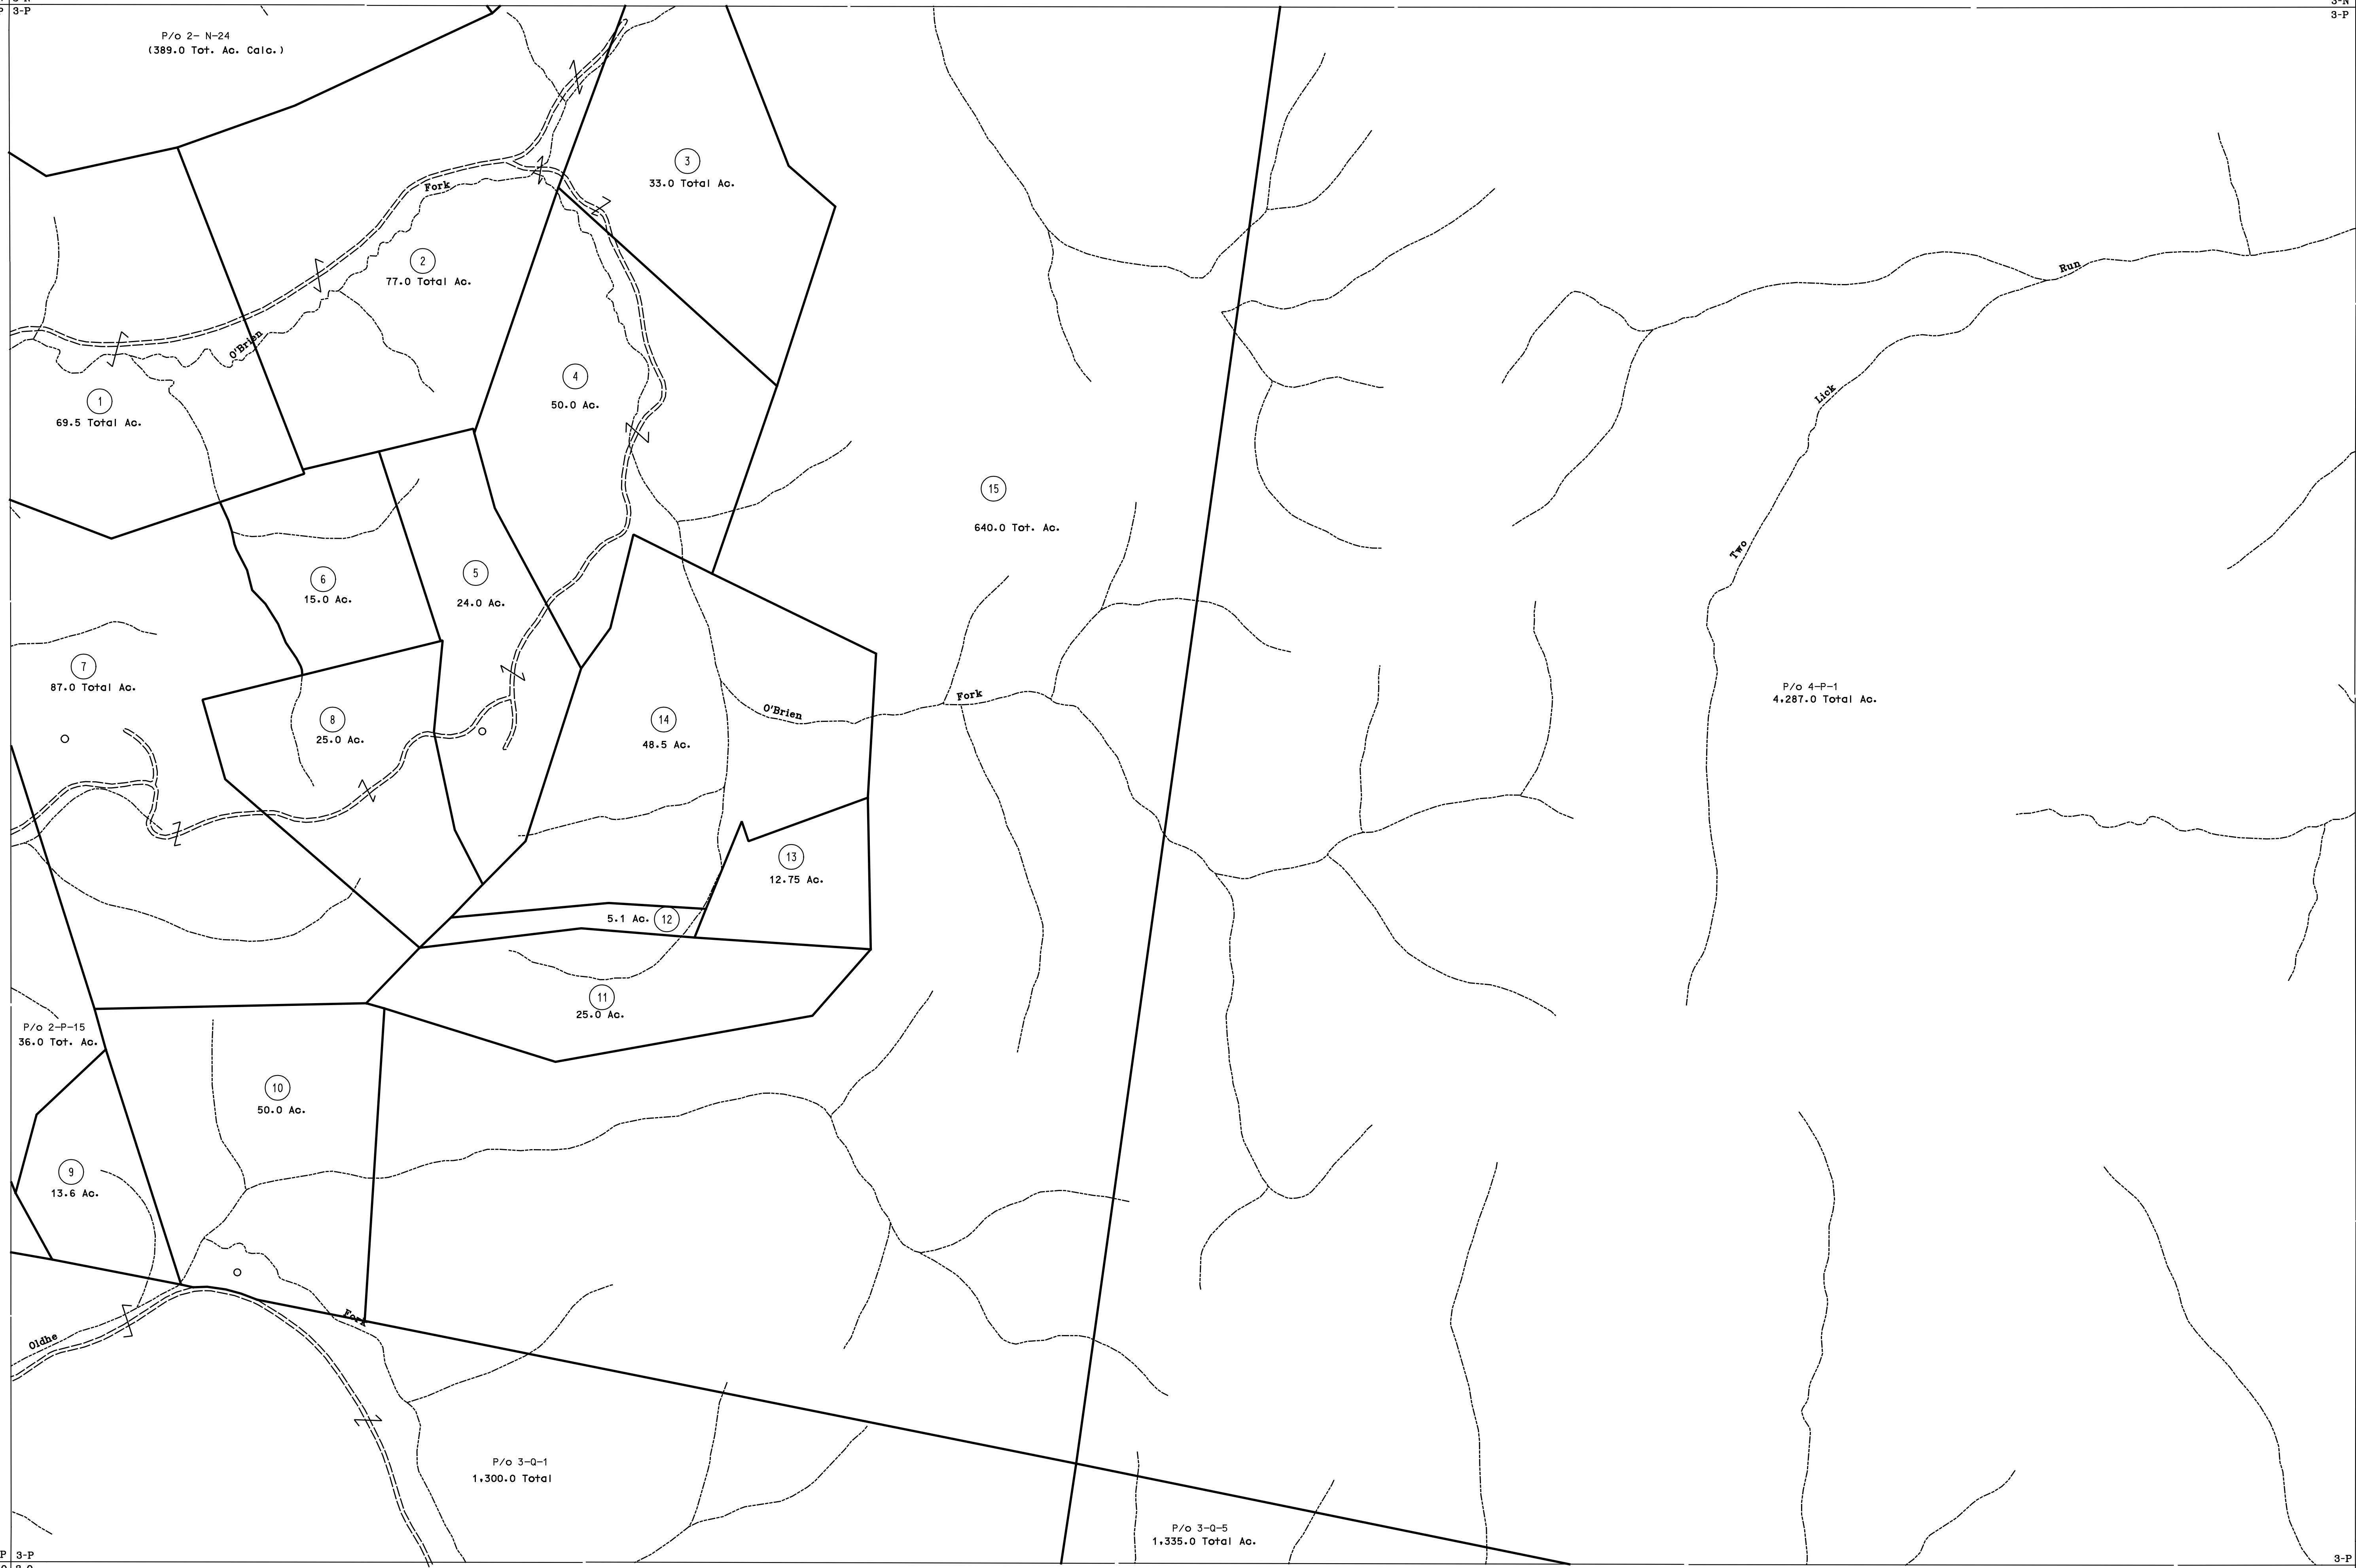 3-P
3-N
3-P
P/o 2- N-24
(389.0 Tot. Ac. Calc.)
3
33.0 Total Ac.
Fork
2
77.0 Total Ac.
Run
O'Brien
4
50.0 Ac.
1
69.5 Total Ac.
Lick
15
640.0 Tot. Ac.
Two
6
15.0 Ac.
5
24.0 Ac.
7
87.0 Total Ac.
P/o 4-P-1
4,287.0 Total Ac.
Fork
O'Brien
8
25.0 Ac.
14
48.5 Ac.
13
12.75 Ac.
5.1 Ac. 12
11
25.0 Ac.
P/o 2-P-15
36.0 Tot. Ac.
10
50.0 Ac.
9
13.6 Ac.
Fork
Oldhe
P/o 3-Q-1
1,300.0 Total
P/o 3-Q-5
1,335.0 Total Ac.
P 3-P
3-P